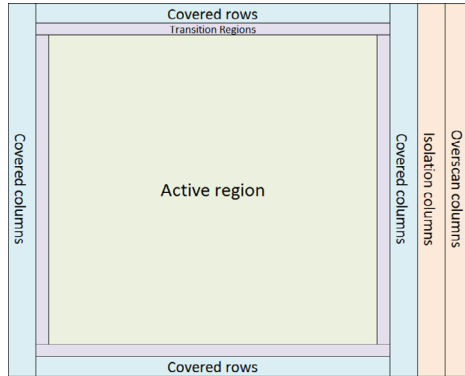 Covered rows
Transition Regions
Covered columns
Active region
Covered columns
Isolation columns
Overscan columns
Covered rows